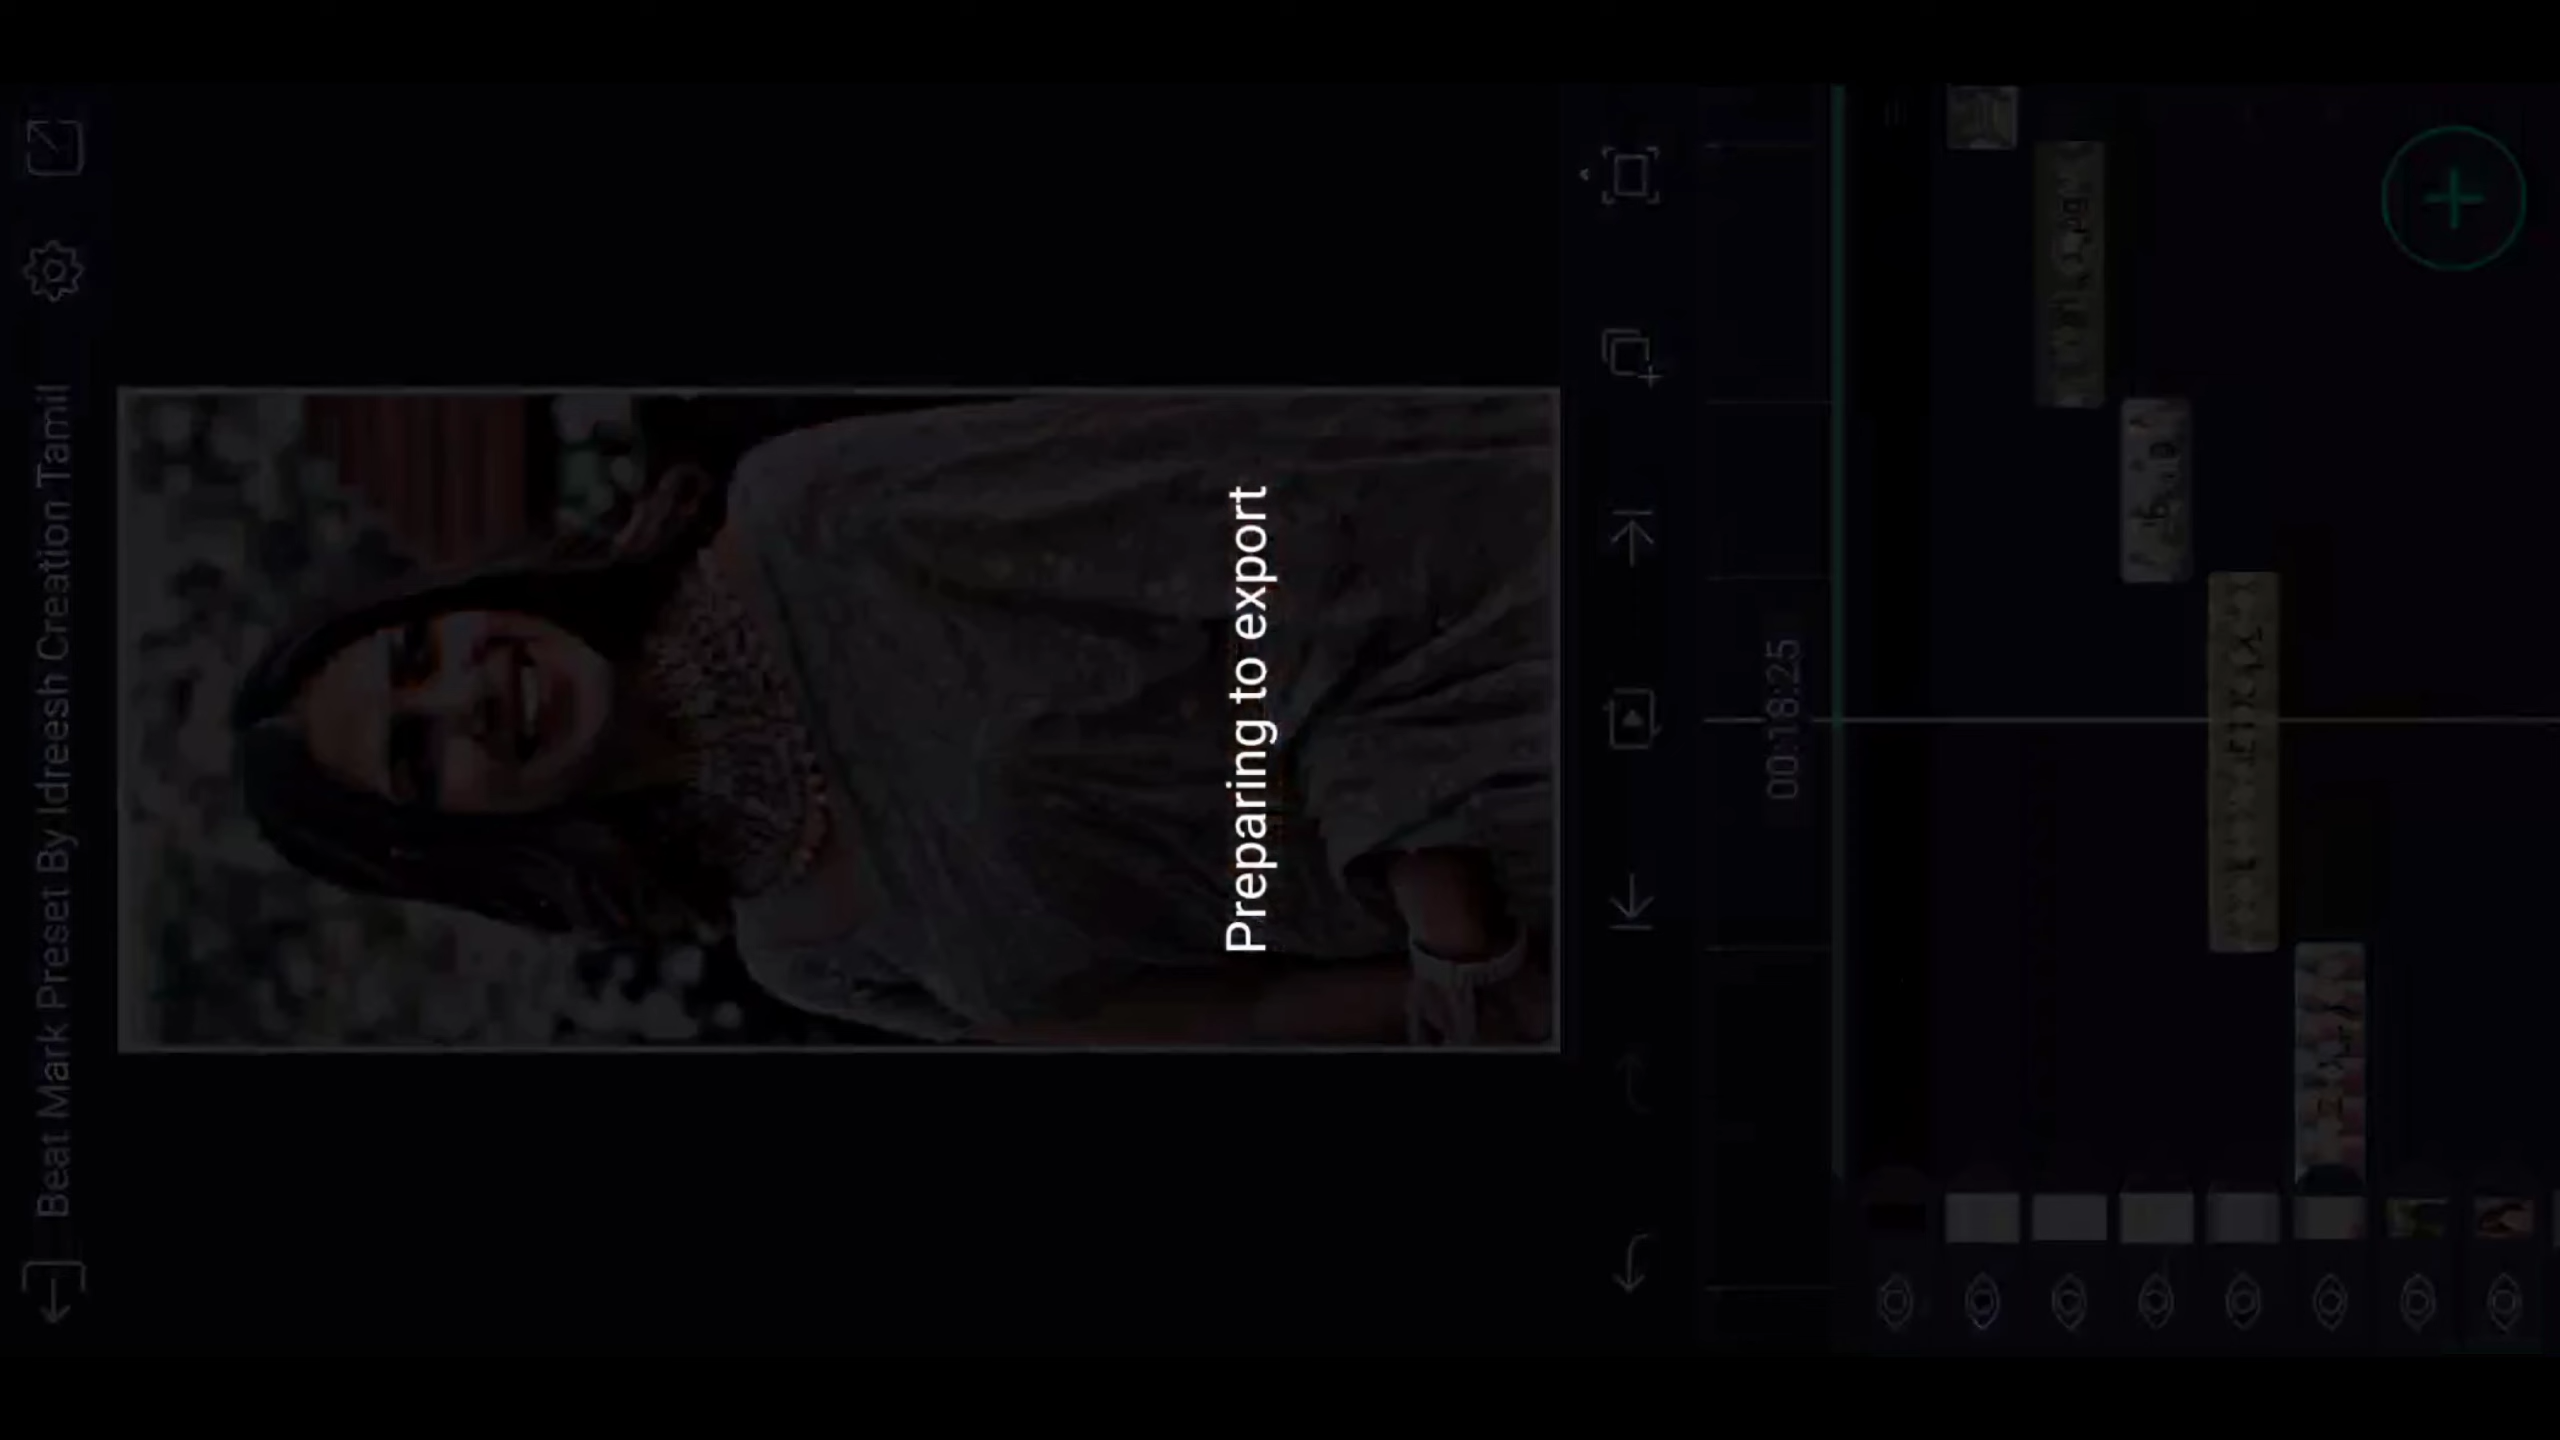 Beat Mark Preset By Idreesh Creation Tamil
Preparing to export
00:18:25